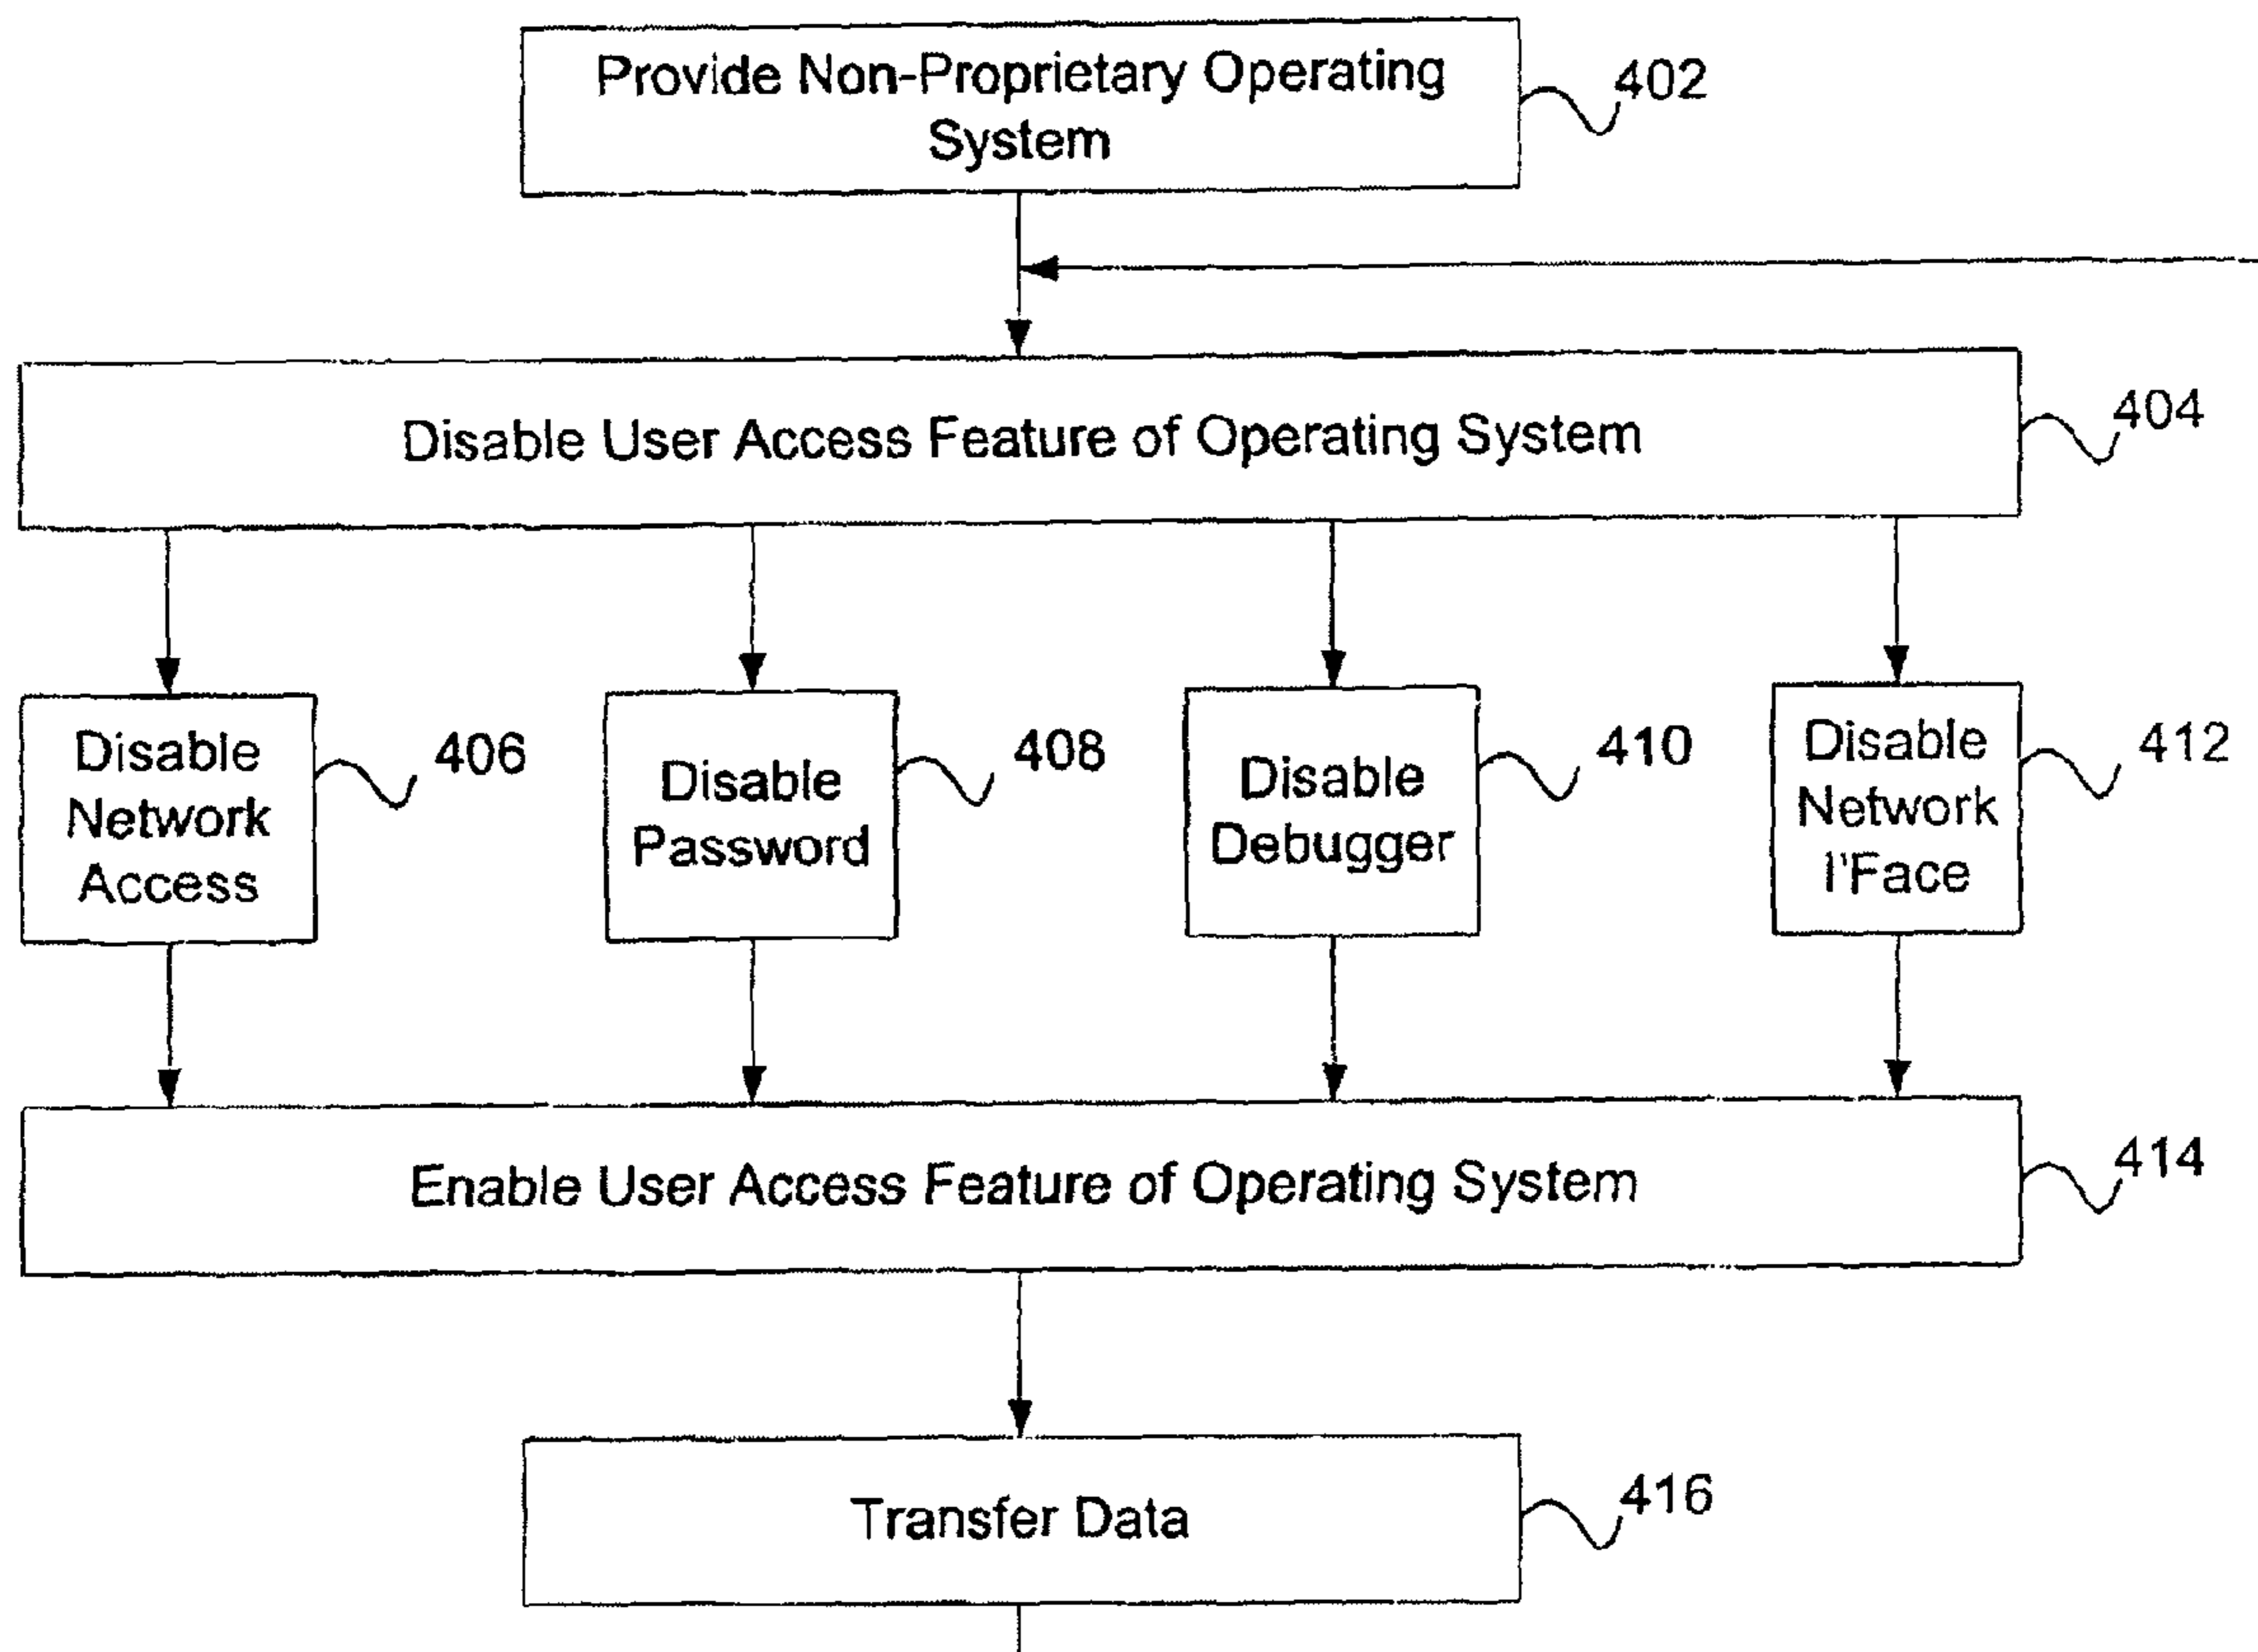 Provide Non-Proprietary Operating
System
402
Disable User Access Feature of Operating System
404
Disable
Network
Access
406
Disable
Password
408
Disable
Debugger
410
Disable
Network
I'Face
412
Enable User Access Feature of Operating System
414
Transfer Data
416